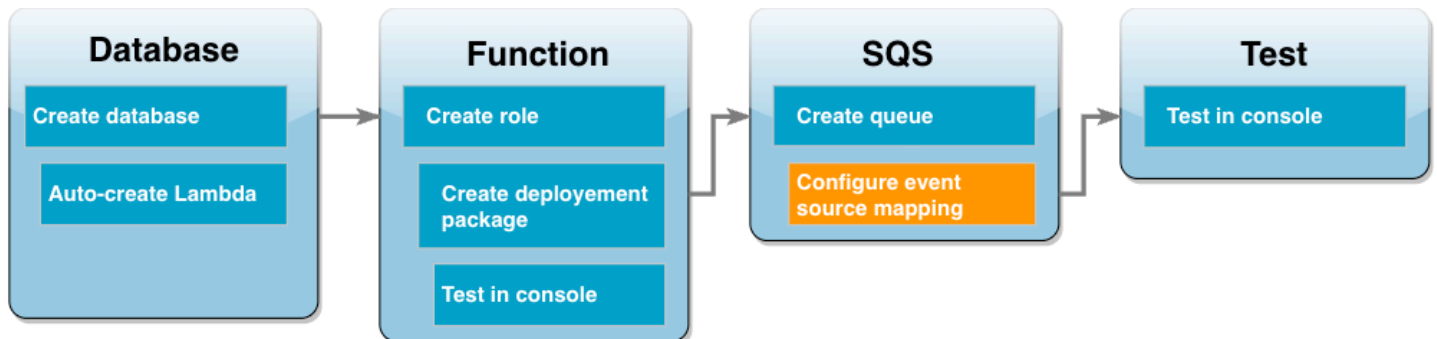 Database
Create database
Auto-create Lambda
Function
Create role
Create deployement
package
Test in console
SQS
Create queue
Configure event
source mapping
Test
Test in console